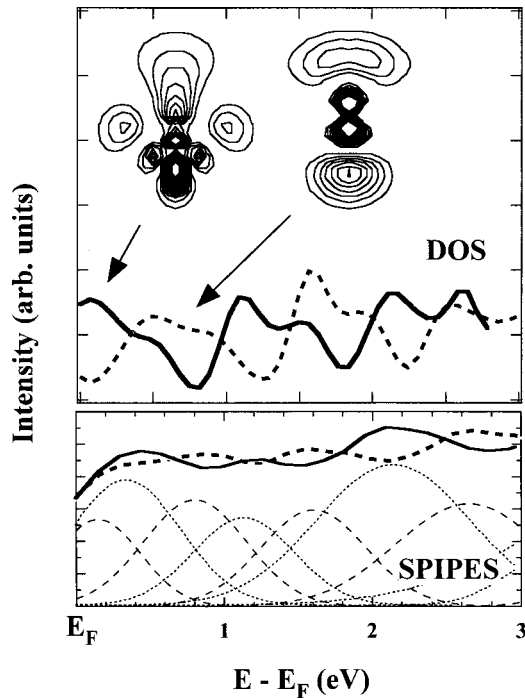 Intensity (arb. units)
DOS
SPIPES
E_F 1 2 3
E - E_F (eV)